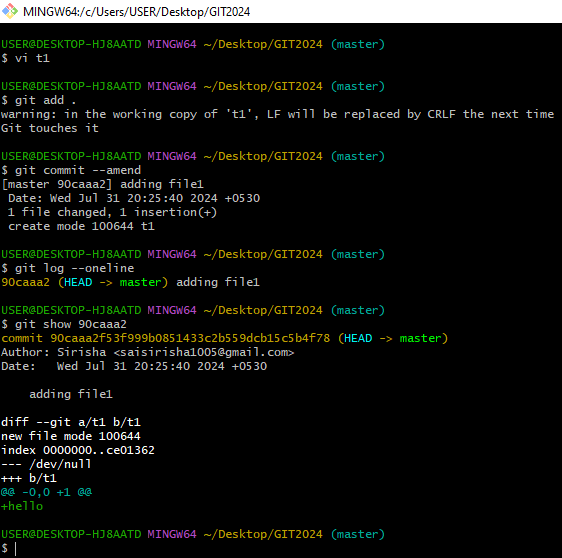 MINGW64:/c/Users/USER/Desktop/GIT2024
USER@DESKTOP-HJ8AATD MINGW64 ~/Desktop/GIT2024 (master)
$ vi t1
USER@DESKTOP-HJ8AATD MINGW64 ~/Desktop/GIT2024 (master)
$ git add .
warning: in the working copy of 't1', LF will be replaced by CRLF the next time
Git touches it
USER@DESKTOP-HJ8AATD MINGW64 ~/Desktop/GIT2024 (master)
$ git commit --amend
[master 90caaa2] adding file1
 Date: Wed Jul 31 20:25:40 2024 +0530
 1 file changed, 1 insertion(+)
 create mode 100644 t1
USER@DESKTOP-HJ8AATD MINGW64 ~/Desktop/GIT2024 (master)
$ git log --oneline
90caaa2 (HEAD -> master) adding file1
USER@DESKTOP-HJ8AATD MINGW64 ~/Desktop/GIT2024 (master)
$ git show 90caaa2
commit 90caaa2f53f999b0851433c2b559dcb15c5b4f78 (HEAD -> master)
Author: Sirisha <saisirisha1005@gmail.com>
Date:   Wed Jul 31 20:25:40 2024 +0530
    adding file1
diff --git a/t1 b/t1
new file mode 100644
index 0000000..ce01362
--- /dev/null
+++ b/t1
@@ -0,0 +1 @@
+hello
USER@DESKTOP-HJ8AATD MINGW64 ~/Desktop/GIT2024 (master)
$